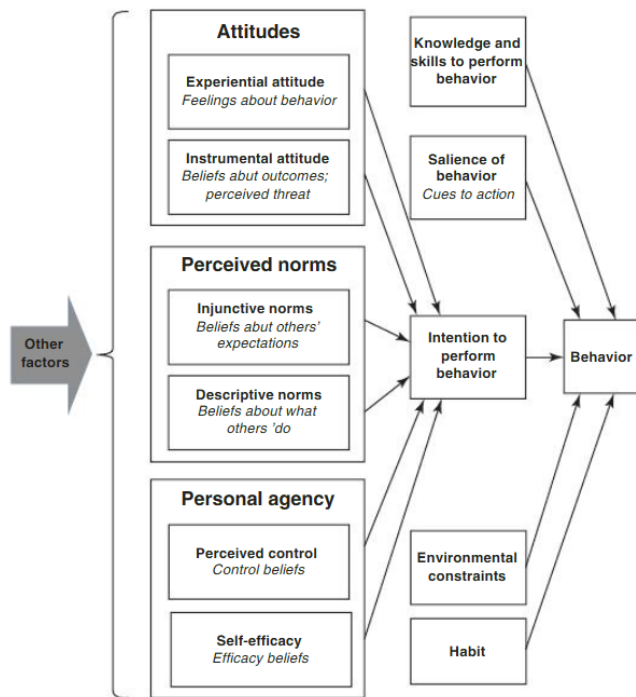 Attitudes
Experiential attitude
Feelings about behavior
Instrumental attitude
Beliefs abut outcomes;
perceived threat
Perceived norms
Injunctive norms
Beliefs abut others'
expectations
Descriptive norms
Beliefs about what
others 'do
Personal agency
Perceived control
Control beliefs
Self-efficacy
Efficacy beliefs
Other
factors
Knowledge and
skills to perform
behavior
Salience of
behavior
Cues to action
Intention to
perform
behavior
Behavior
Environmental
constraints
Habit